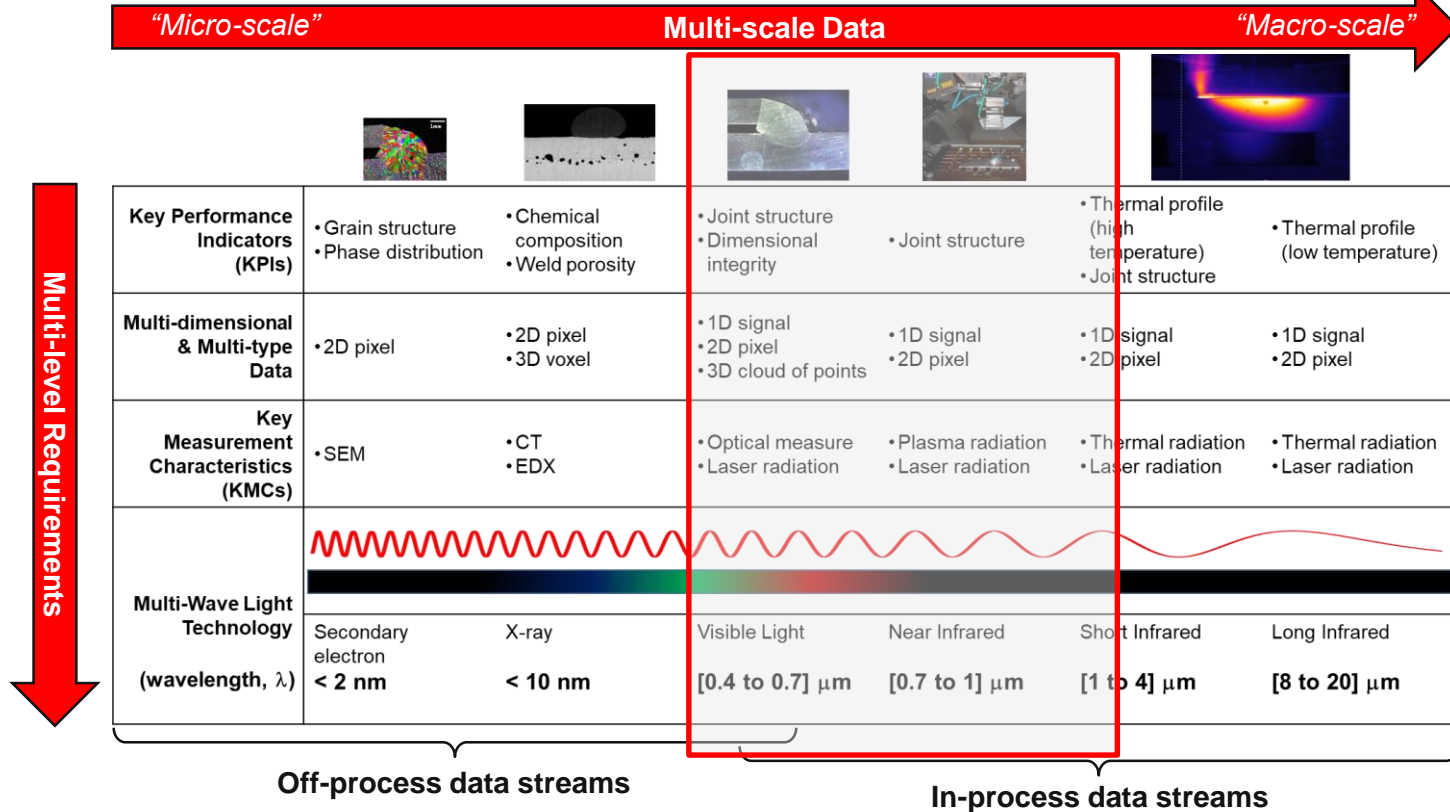 “Micro-scale” Multi-scale Data “Macro-scale”
1mm
Multi-level Requirements
Key Performance
Indicators
(KPIs)
•Grain structure
•Phase distribution
•Chemical
composition
•Weld porosity
•Joint structure
•Dimensional
integrity
•Joint structure
•Thermal profile
(high
temperature)
•Joint structure
•Thermal profile
(low temperature)
Multi-dimensional
& Multi-type
Data
•2D pixel
•2D pixel
•3D voxel
•1D signal
•2D pixel
•3D cloud of points
•1D signal
•2D pixel
•1D signal
•2D pixel
•1D signal
•2D pixel
Key
Measurement
Characteristics
(KMCs)
•SEM
•CT
•EDX
•Optical measure
•Laser radiation
•Plasma radiation
•Laser radiation
•Thermal radiation
•Laser radiation
•Thermal radiation
•Laser radiation
Multi-Wave Light
Technology
(wavelength, λ)
Secondary
electron
< 2 nm
X-ray
< 10 nm
Visible Light
[0.4 to 0.7] μm
Near Infrared
[0.7 to 1] μm
Short Infrared
[1 to 4] μm
Long Infrared
[8 to 20] μm
Off-process data streams
In-process data streams